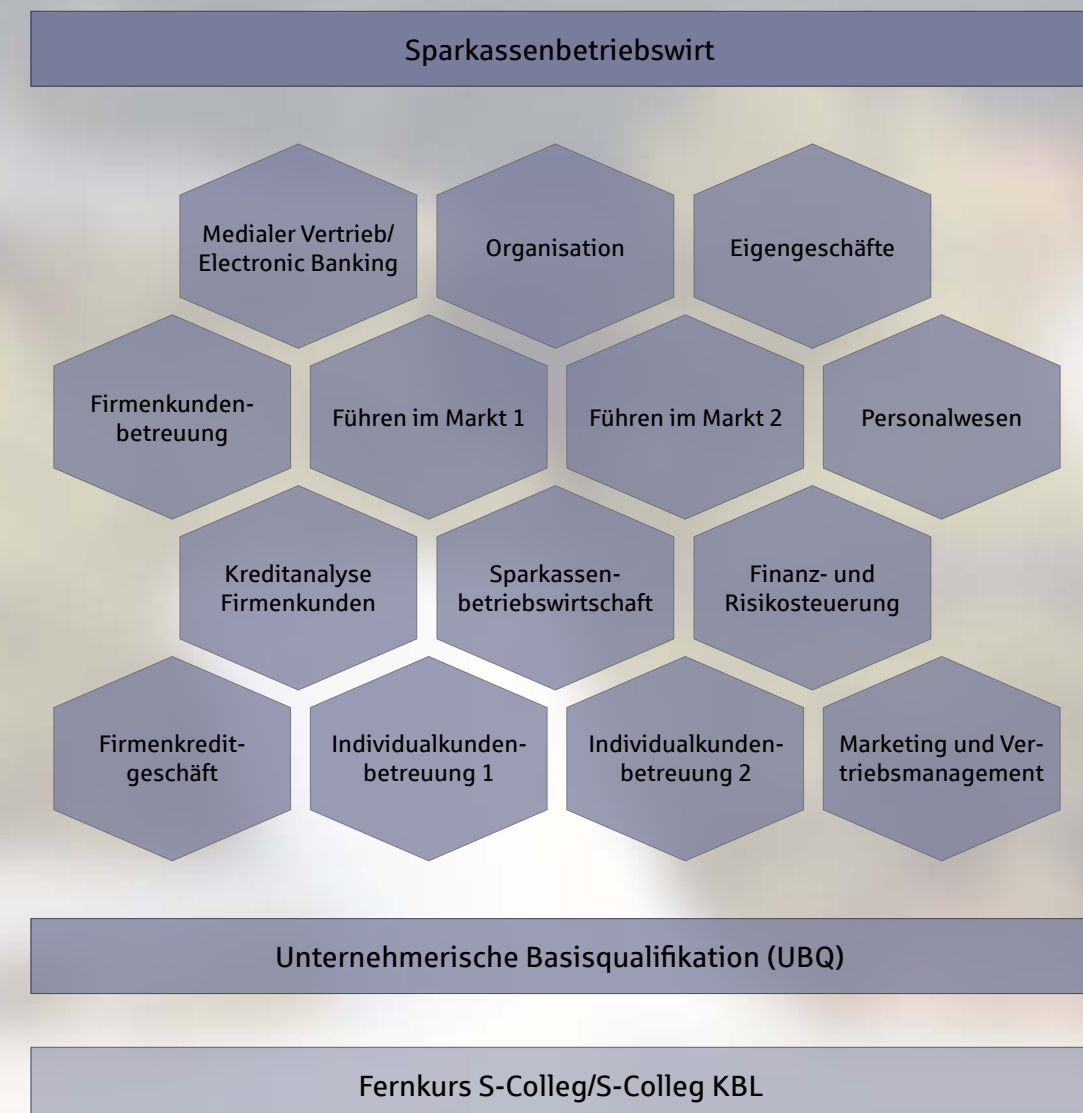 Sparkassenbetriebswirt
Medialer Vertrieb/
Electronic Banking
Organisation
Eigengeschäfte
Firmenkunden-
betreuung
Führen im Markt 1
Führen im Markt 2
Personalwesen
Kreditanalyse
Firmenkunden
Sparkassen-
betriebswirtschaft
Finanz- und
Risikosteuerung
Firmenkredit-
geschäft
Individualkunden-
betreuung 1
Individualkunden-
betreuung 2
Marketing und Ver-
triebsmanagement
Unternehmerische Basisqualifikation (UBQ)
Fernkurs S-Colleg/S-Colleg KBL